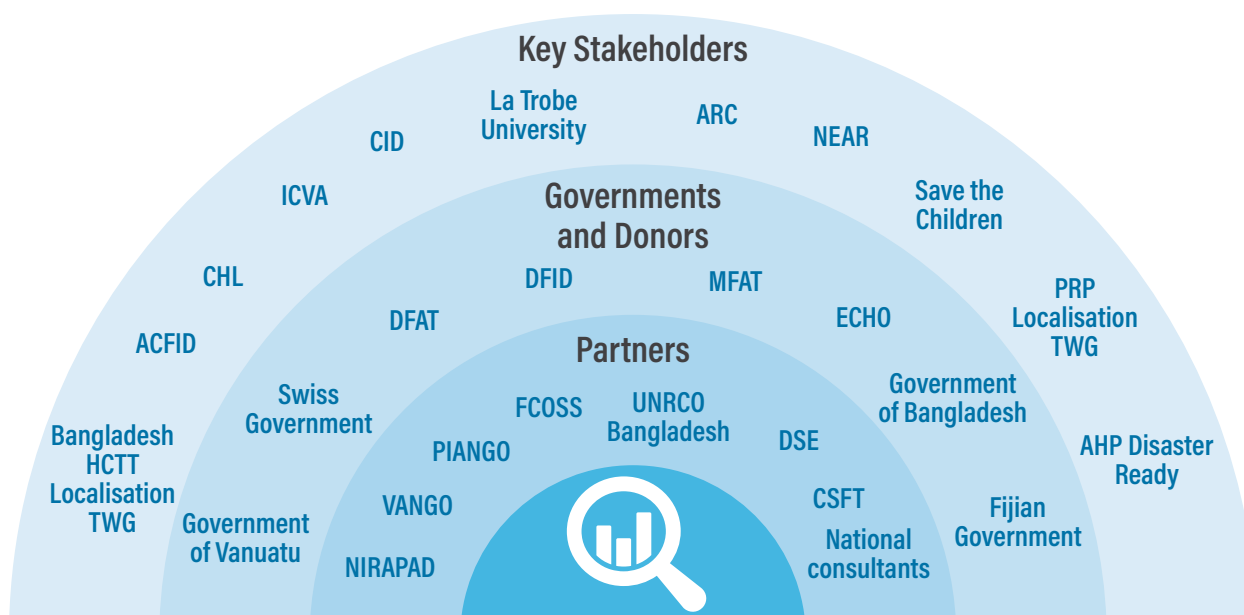 Key Stakeholders
La Trobe
University
ARC
CID
NEAR
ICVA
Save the
Children
CHL
PRP
Localisation
TWG
ACFID
Bangladesh
HCTT
Localisation
TWG
AHP Disaster
Ready
Governments
and Donors
DFID
MFAT
DFAT
ECHO
Swiss
Government
Government
of Bangladesh
Government
of Vanuatu
Fijian
Government
Partners
FCOSS
UNRCO
Bangladesh
PIANGO
DSE
VANGO
CSFT
NIRAPAD
National
consultants